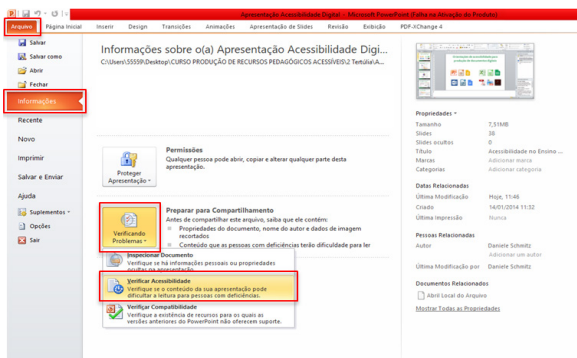 Apresentação Acessibilidade Digital - Microsoft PowerPoint (Falha na Ativação do Produto)
Arquivo Página Inicial Inserir Design Transições Animações Apresentação de Slides Revisão Exibição PDF-XChange 4
Salvar
Salvar como
Abrir
Fechar
Informações
Recente
Novo
Imprimir
Salvar e Enviar
Ajuda
Suplementos
Opções
Sair
Informações sobre o(a) Apresentação Acessibilidade Digi...
C:\Users\55559\Desktop\CURSO PRODUÇÃO DE RECURSOS PEDAGÓGICOS ACESSÍVEIS\2 Tertúlia\A...
Proteger
Apresentação
Permissões
Qualquer pessoa pode abrir, copiar e alterar qualquer parte desta
apresentação.
Verificando
Problemas
Preparar para Compartilhamento
Antes de compartilhar este arquivo, saiba que ele contém:
Propriedades do documento, nome do autor e dados de imagem
recortados
Conteúdo que as pessoas com deficiências terão dificuldade para ler
Inspecionar Documento
Verifique se há informações pessoais ou propriedades
ocultas na apresentação.
Verificar Acessibilidade
Verifique se o conteúdo da sua apresentação pode
dificultar a leitura para pessoas com deficiências.
Verificar Compatibilidade
Verifique a existência de recursos para os quais as
versões anteriores do PowerPoint não oferecem suporte.
Propriedades
Tamanho 7,51MB
Slides 38
Slides ocultos 0
Título Acessibilidade no Ensino ...
Marcas Adicionar marca
Categorias Adicionar categoria
Datas Relacionadas
Última Modificação Hoje, 11:46
Criado 14/01/2014 11:32
Última Impressão Nunca
Pessoas Relacionadas
Autor Daniele Schmitz
Adicionar um autor
Última Modificação por Daniele Schmitz
Documentos Relacionados
Abrir Local do Arquivo
Mostrar Todas as Propriedades